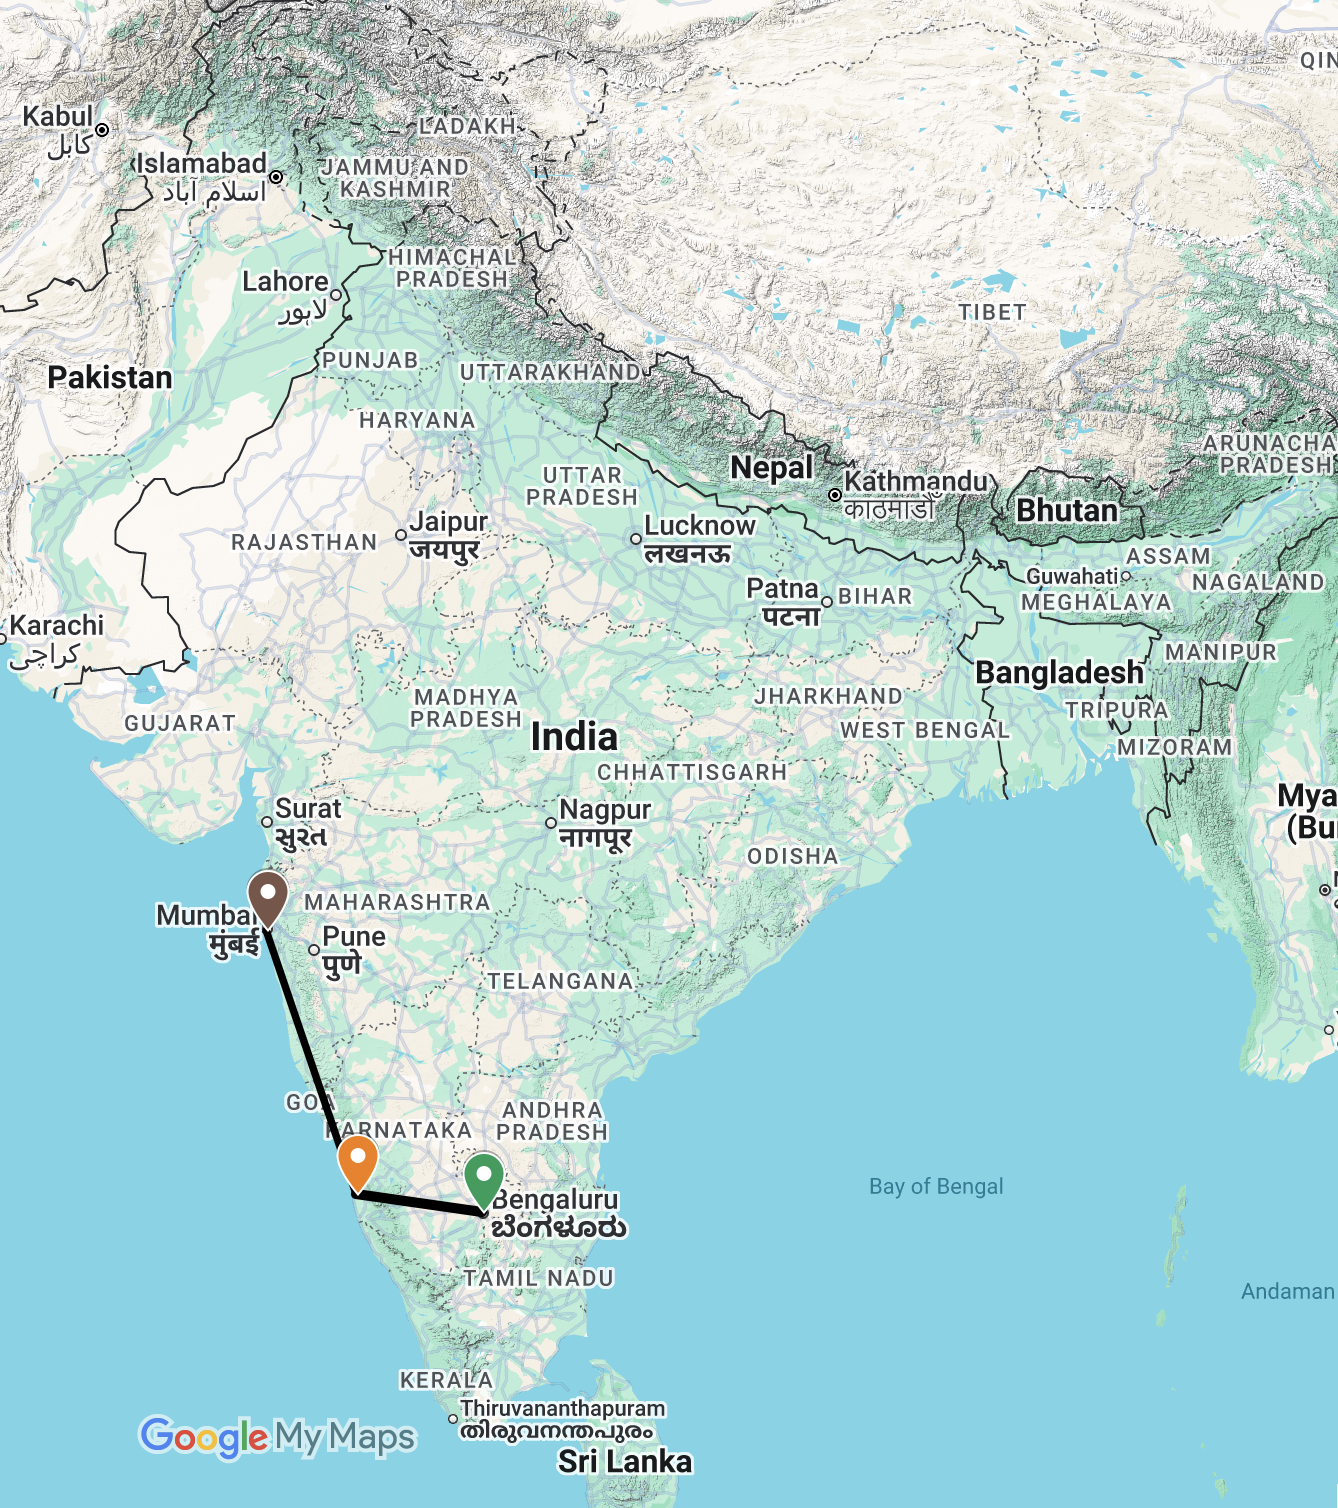 QIN
LADAKH
Kabul
کابل
Islamabad
اسلام آباد
JAMMU AND
KASHMIR
HIMACHAL
PRADESH
Lahore
لاہور
TIBET
PUNJAB
Pakistan
UTTARAKHAND
HARYANA
ARUNACHA
PRADESH
Nepal
UTTAR
PRADESH
Kathmandu
काठमाडौं
Bhutan
Jaipur
जयपुर
Lucknow
लखनऊ
RAJASTHAN
ASSAM
Guwahati
NAGALAND
Patna
पटना
BIHAR
MEGHALAYA
Karachi
کراچی
MANIPUR
Bangladesh
JHARKHAND
MADHYA
PRADESH
TRIPURA
GUJARAT
India
WEST BENGAL
MIZORAM
CHHATTISGARH
Mya
(Bu
Surat
સુરત
Nagpur
नागपूर
ODISHA
MAHARASHTRA
Mumbai
मुंबई
Pune
पुणे
TELANGANA
GOA
ANDHRA
PRADESH
KARNATAKA
Bay of Bengal
Bengaluru
ಬೆಂಗಳೂರು
TAMIL NADU
Andaman
KERALA
Thiruvananthapuram
തിരുവനന്തപുരം
Google My Maps
Sri Lanka